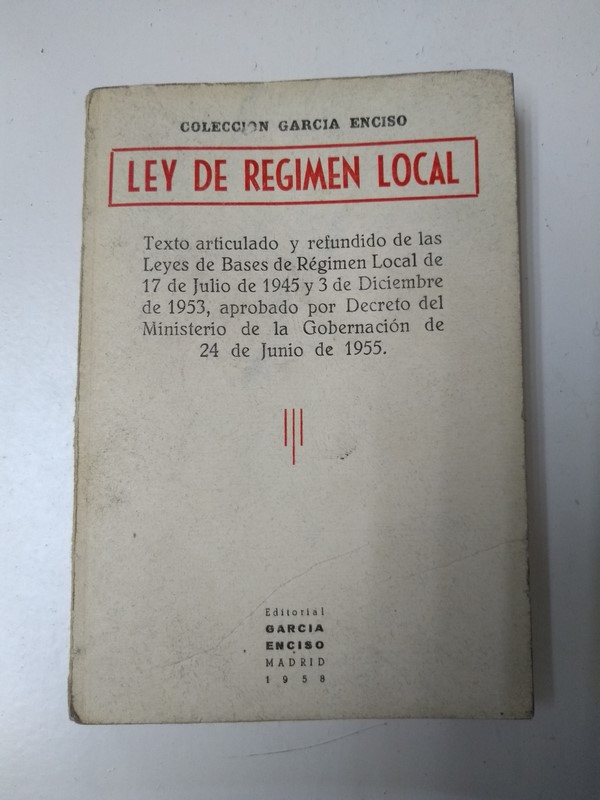 COLECCION GARCIA ENCISO
LEY DE REGIMEN LOCAL
Texto articulado y refundido de las
Leyes de Bases de Régimen Local de
17 de Julio de 1945 y 3 de Diciembre
de 1953, aprobado por Decreto del
Ministerio de la Gobernación de
24 de Junio de 1955.
Editorial
GARCIA
ENCISO
MADRID
1958